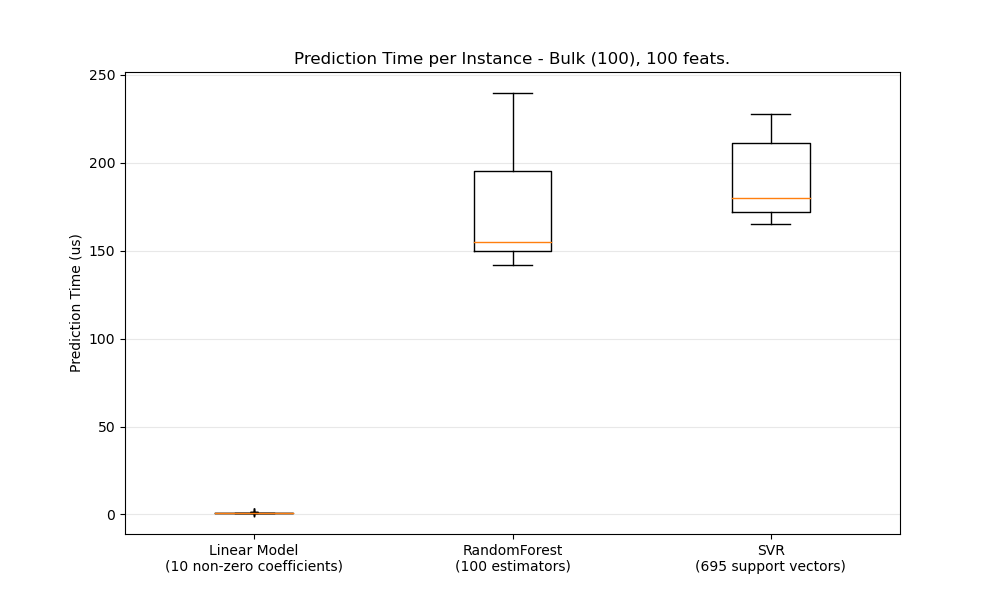 Prediction Time per Instance - Bulk (100), 100 feats.
Prediction Time (us)
250
200
150
100
50
0
Linear Model
(10 non-zero coefficients)
RandomForest
(100 estimators)
SVR
(695 support vectors)